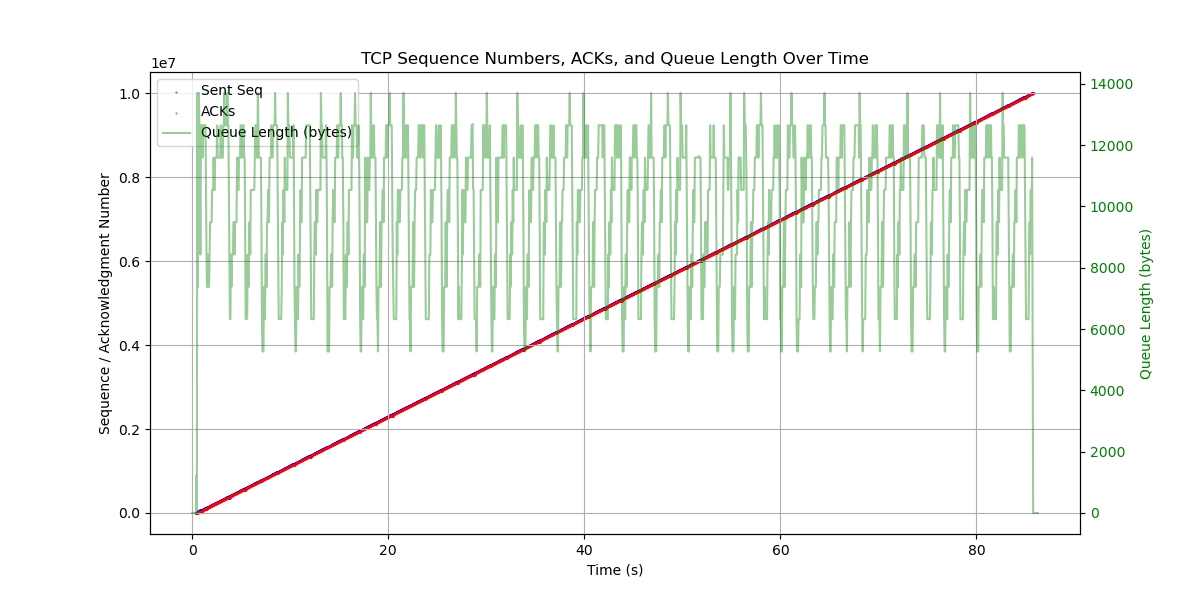 TCP Sequence Numbers, ACKs, and Queue Length Over Time
1e7
Sent Seq
ACKs
Queue Length (bytes)
1.0
0.8
0.6
0.4
0.2
0.0
Sequence / Acknowledgment Number
14000
12000
10000
8000
6000
4000
2000
0
Queue Length (bytes)
0
20
40
60
80
Time (s)